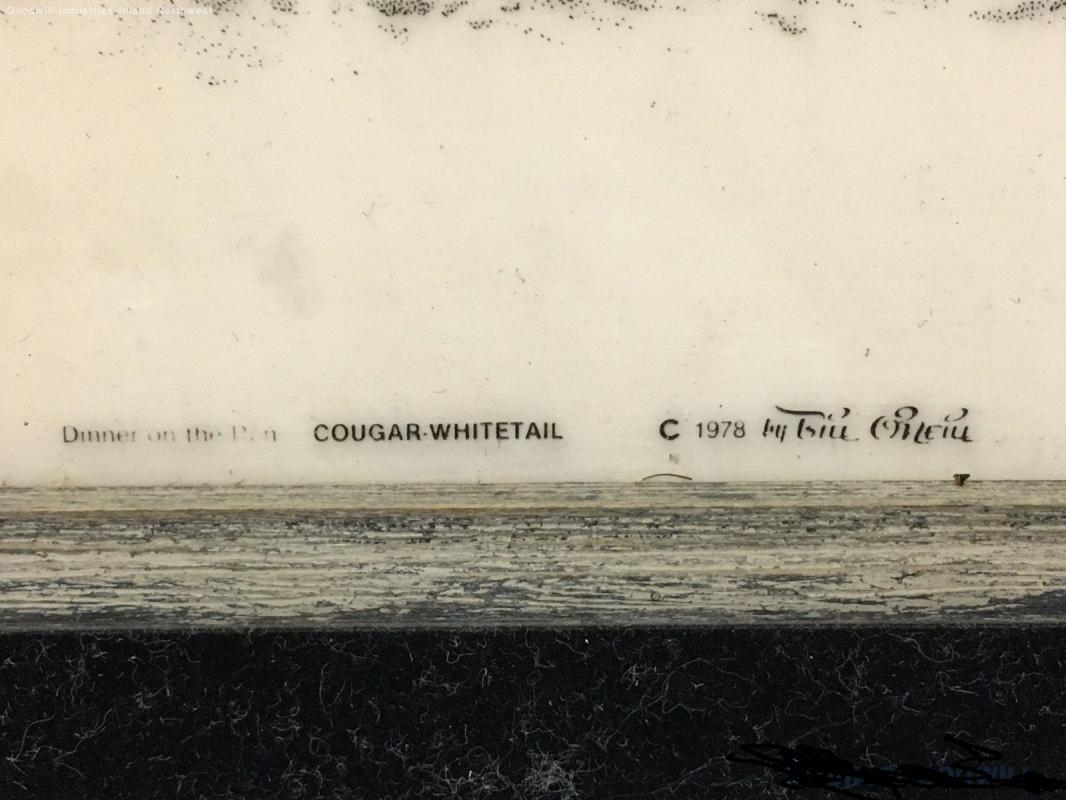 Goodwill Industries Inland Northwest
Dinner on the
COUGAR-WHITETAIL
C 1978 by